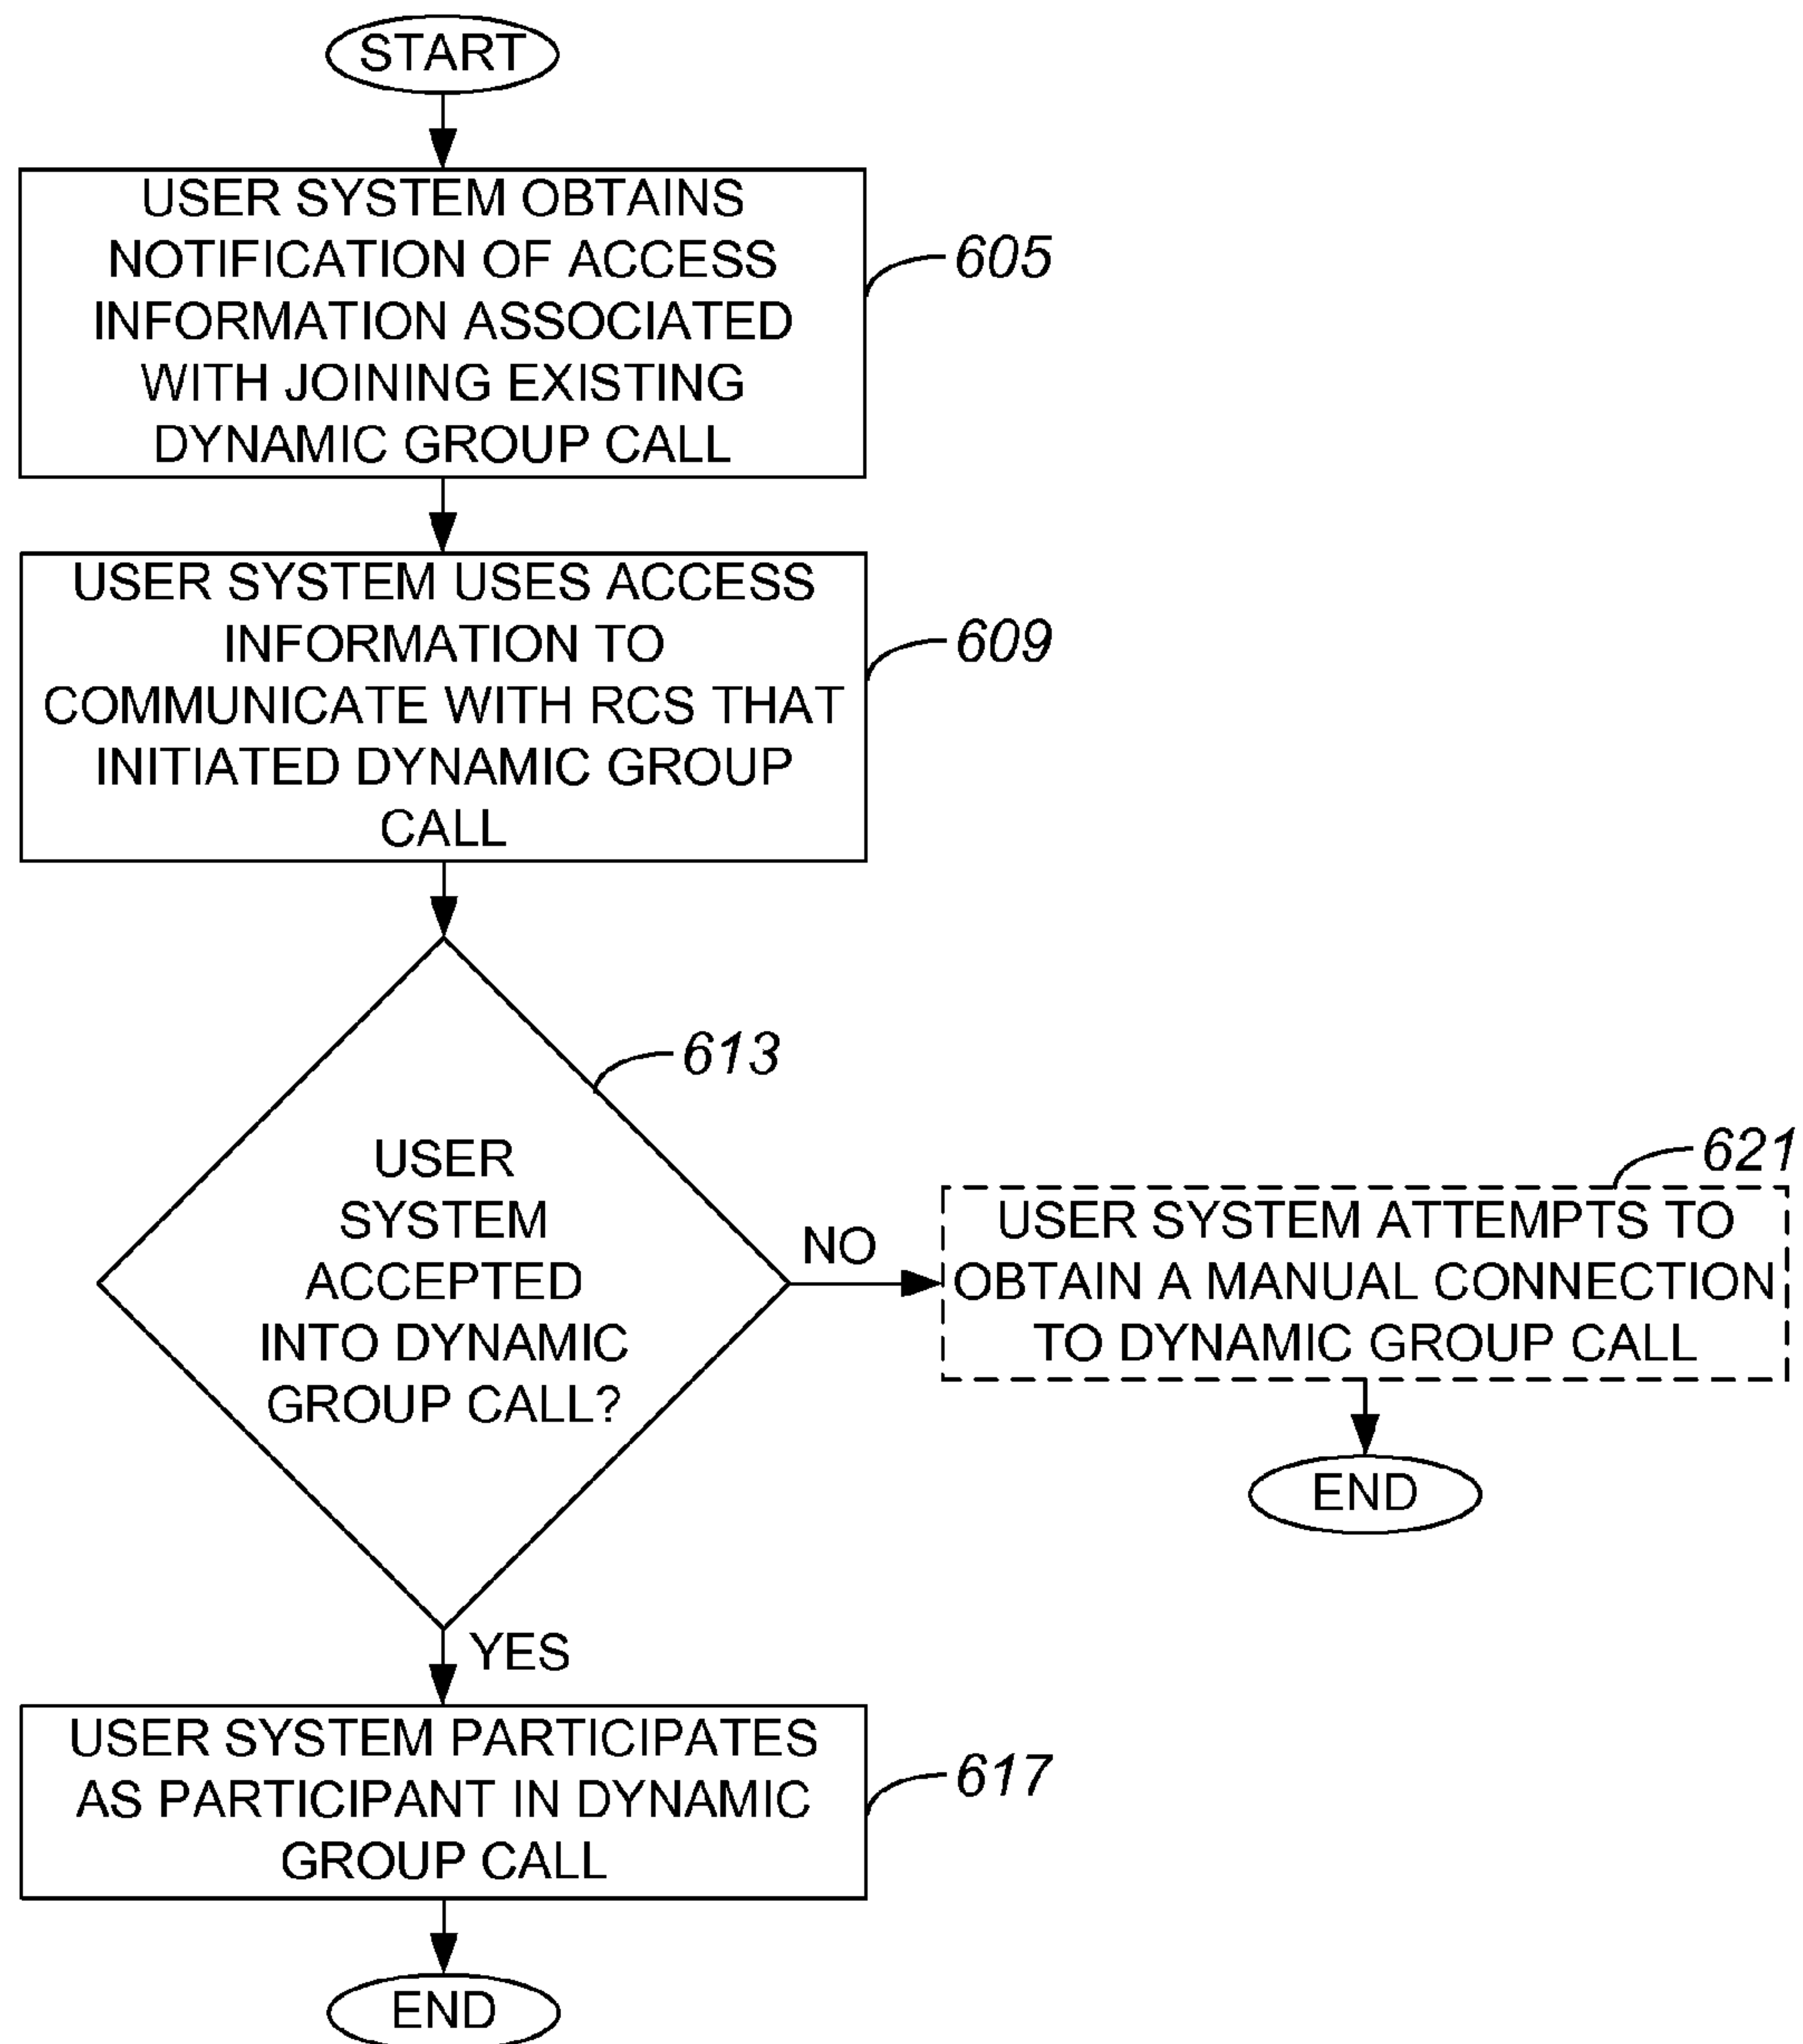 START
USER SYSTEM OBTAINS
NOTIFICATION OF ACCESS
INFORMATION ASSOCIATED
WITH JOINING EXISTING
DYNAMIC GROUP CALL
605
USER SYSTEM USES ACCESS
INFORMATION TO
COMMUNICATE WITH RCS THAT
INITIATED DYNAMIC GROUP
CALL
609
613
USER
SYSTEM
ACCEPTED
INTO DYNAMIC
GROUP CALL?
NO
621
USER SYSTEM ATTEMPTS TO
OBTAIN A MANUAL CONNECTION
TO DYNAMIC GROUP CALL
END
YES
USER SYSTEM PARTICIPATES
AS PARTICIPANT IN DYNAMIC
GROUP CALL
617
END